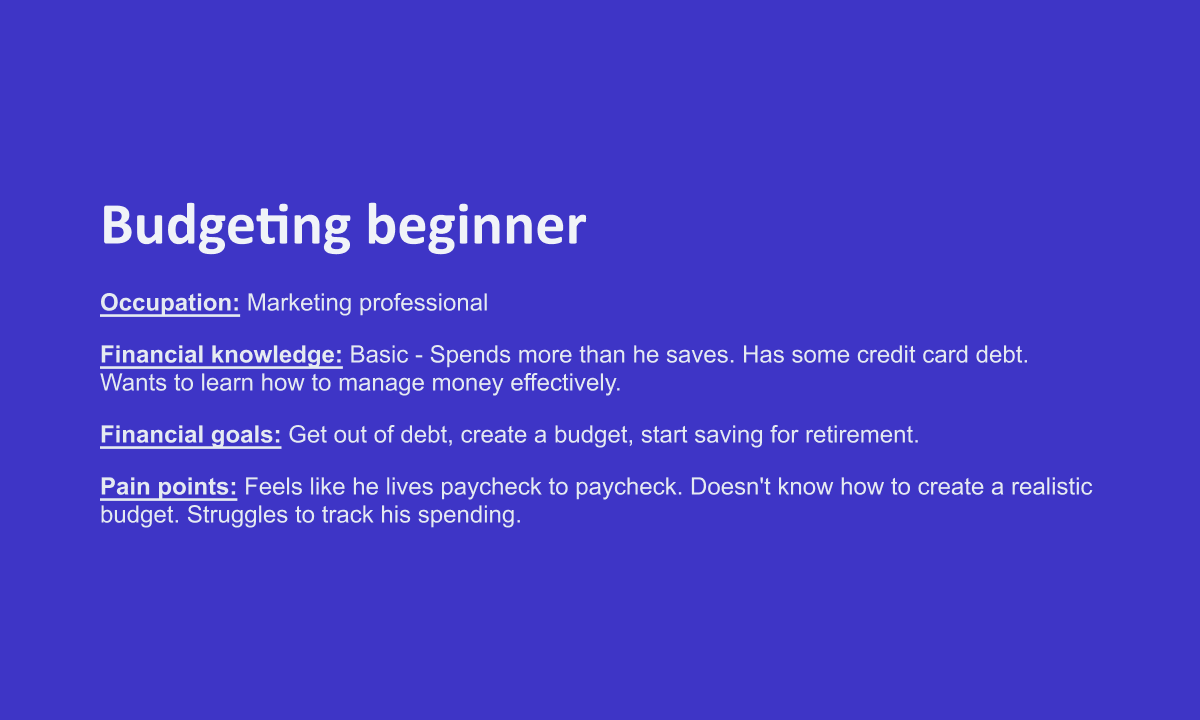 Budgeting beginner
Occupation: Marketing professional
Financial knowledge: Basic - Spends more than he saves. Has some credit card debt.
Wants to learn how to manage money effectively.
Financial goals: Get out of debt, create a budget, start saving for retirement.
Pain points: Feels like he lives paycheck to paycheck. Doesn't know how to create a realistic
budget. Struggles to track his spending.